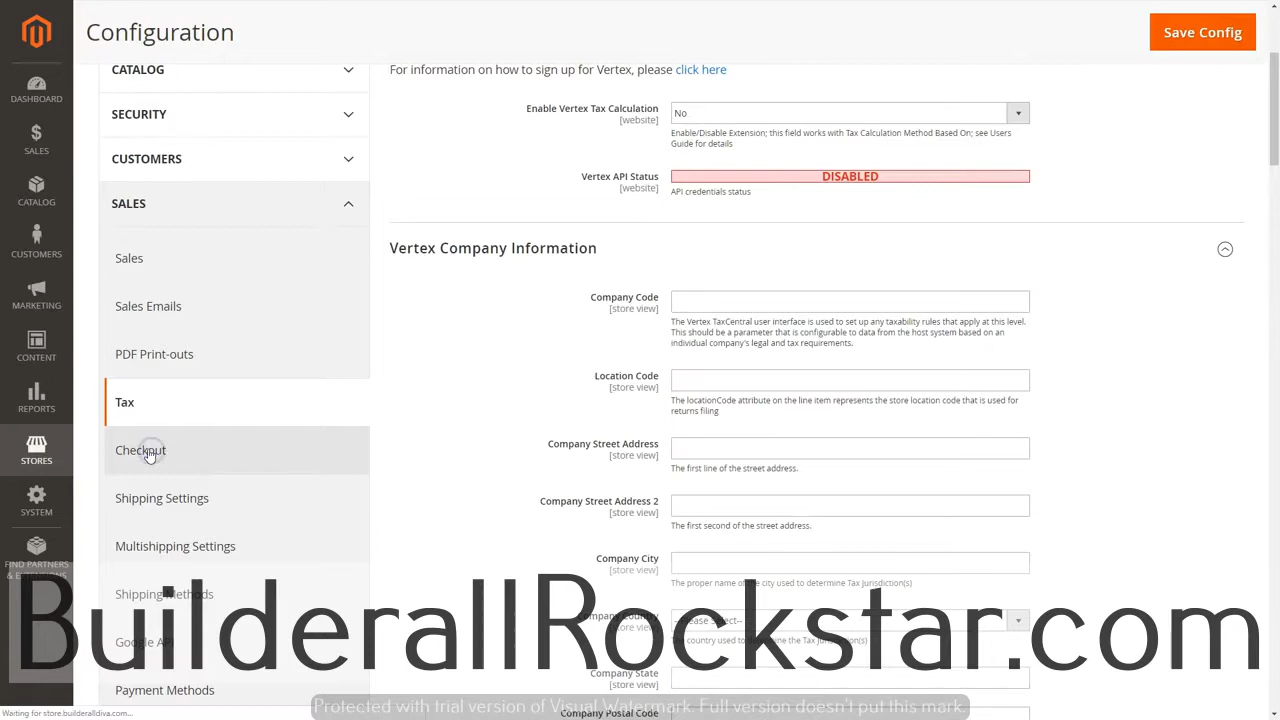 Configuration
Save Config
DASHBOARD
SALES
CATALOG
CUSTOMERS
MARKETING
CONTENT
REPORTS
STORES
SYSTEM
FIND PARTNERS
& EXTENSIONS
CATALOG
SECURITY
CUSTOMERS
SALES
Sales
Sales Emails
PDF Print-outs
Tax
Checkout
Shipping Settings
Multishipping Settings
Shipping Methods
Google API
Payment Methods
For information on how to sign up for Vertex, please click here
Enable Vertex Tax Calculation
[website]
No
Enable/Disable Extension; this field works with Tax Calculation Method Based On; see Users
Guide for details
Vertex API Status
[website]
DISABLED
API credentials status
Vertex Company Information
Company Code
[store view]
The Vertex TaxCentral user interface is used to set up any taxability rules that apply at this level.
This should be a parameter that is configurable to data from the host system based on an
individual company's legal and tax requirements.
Location Code
[store view]
The locationCode attribute on the line item represents the store location code that is used for
returns filing
Company Street Address
[store view]
The first line of the street address.
Company Street Address 2
[store view]
The first second of the street address.
Company City
[store view]
The proper name of the city used to determine Tax Jurisdiction(s)
Company Country
[store view]
--Please Select--
The country used to determine the Tax Jurisdiction(s)
Company State
[store view]
Company Postal Code
BuilderallRockstar.com
Protected with trial version of Visual Watermark. Full version doesn't put this mark.
Waiting for store.builderalldiva.com...